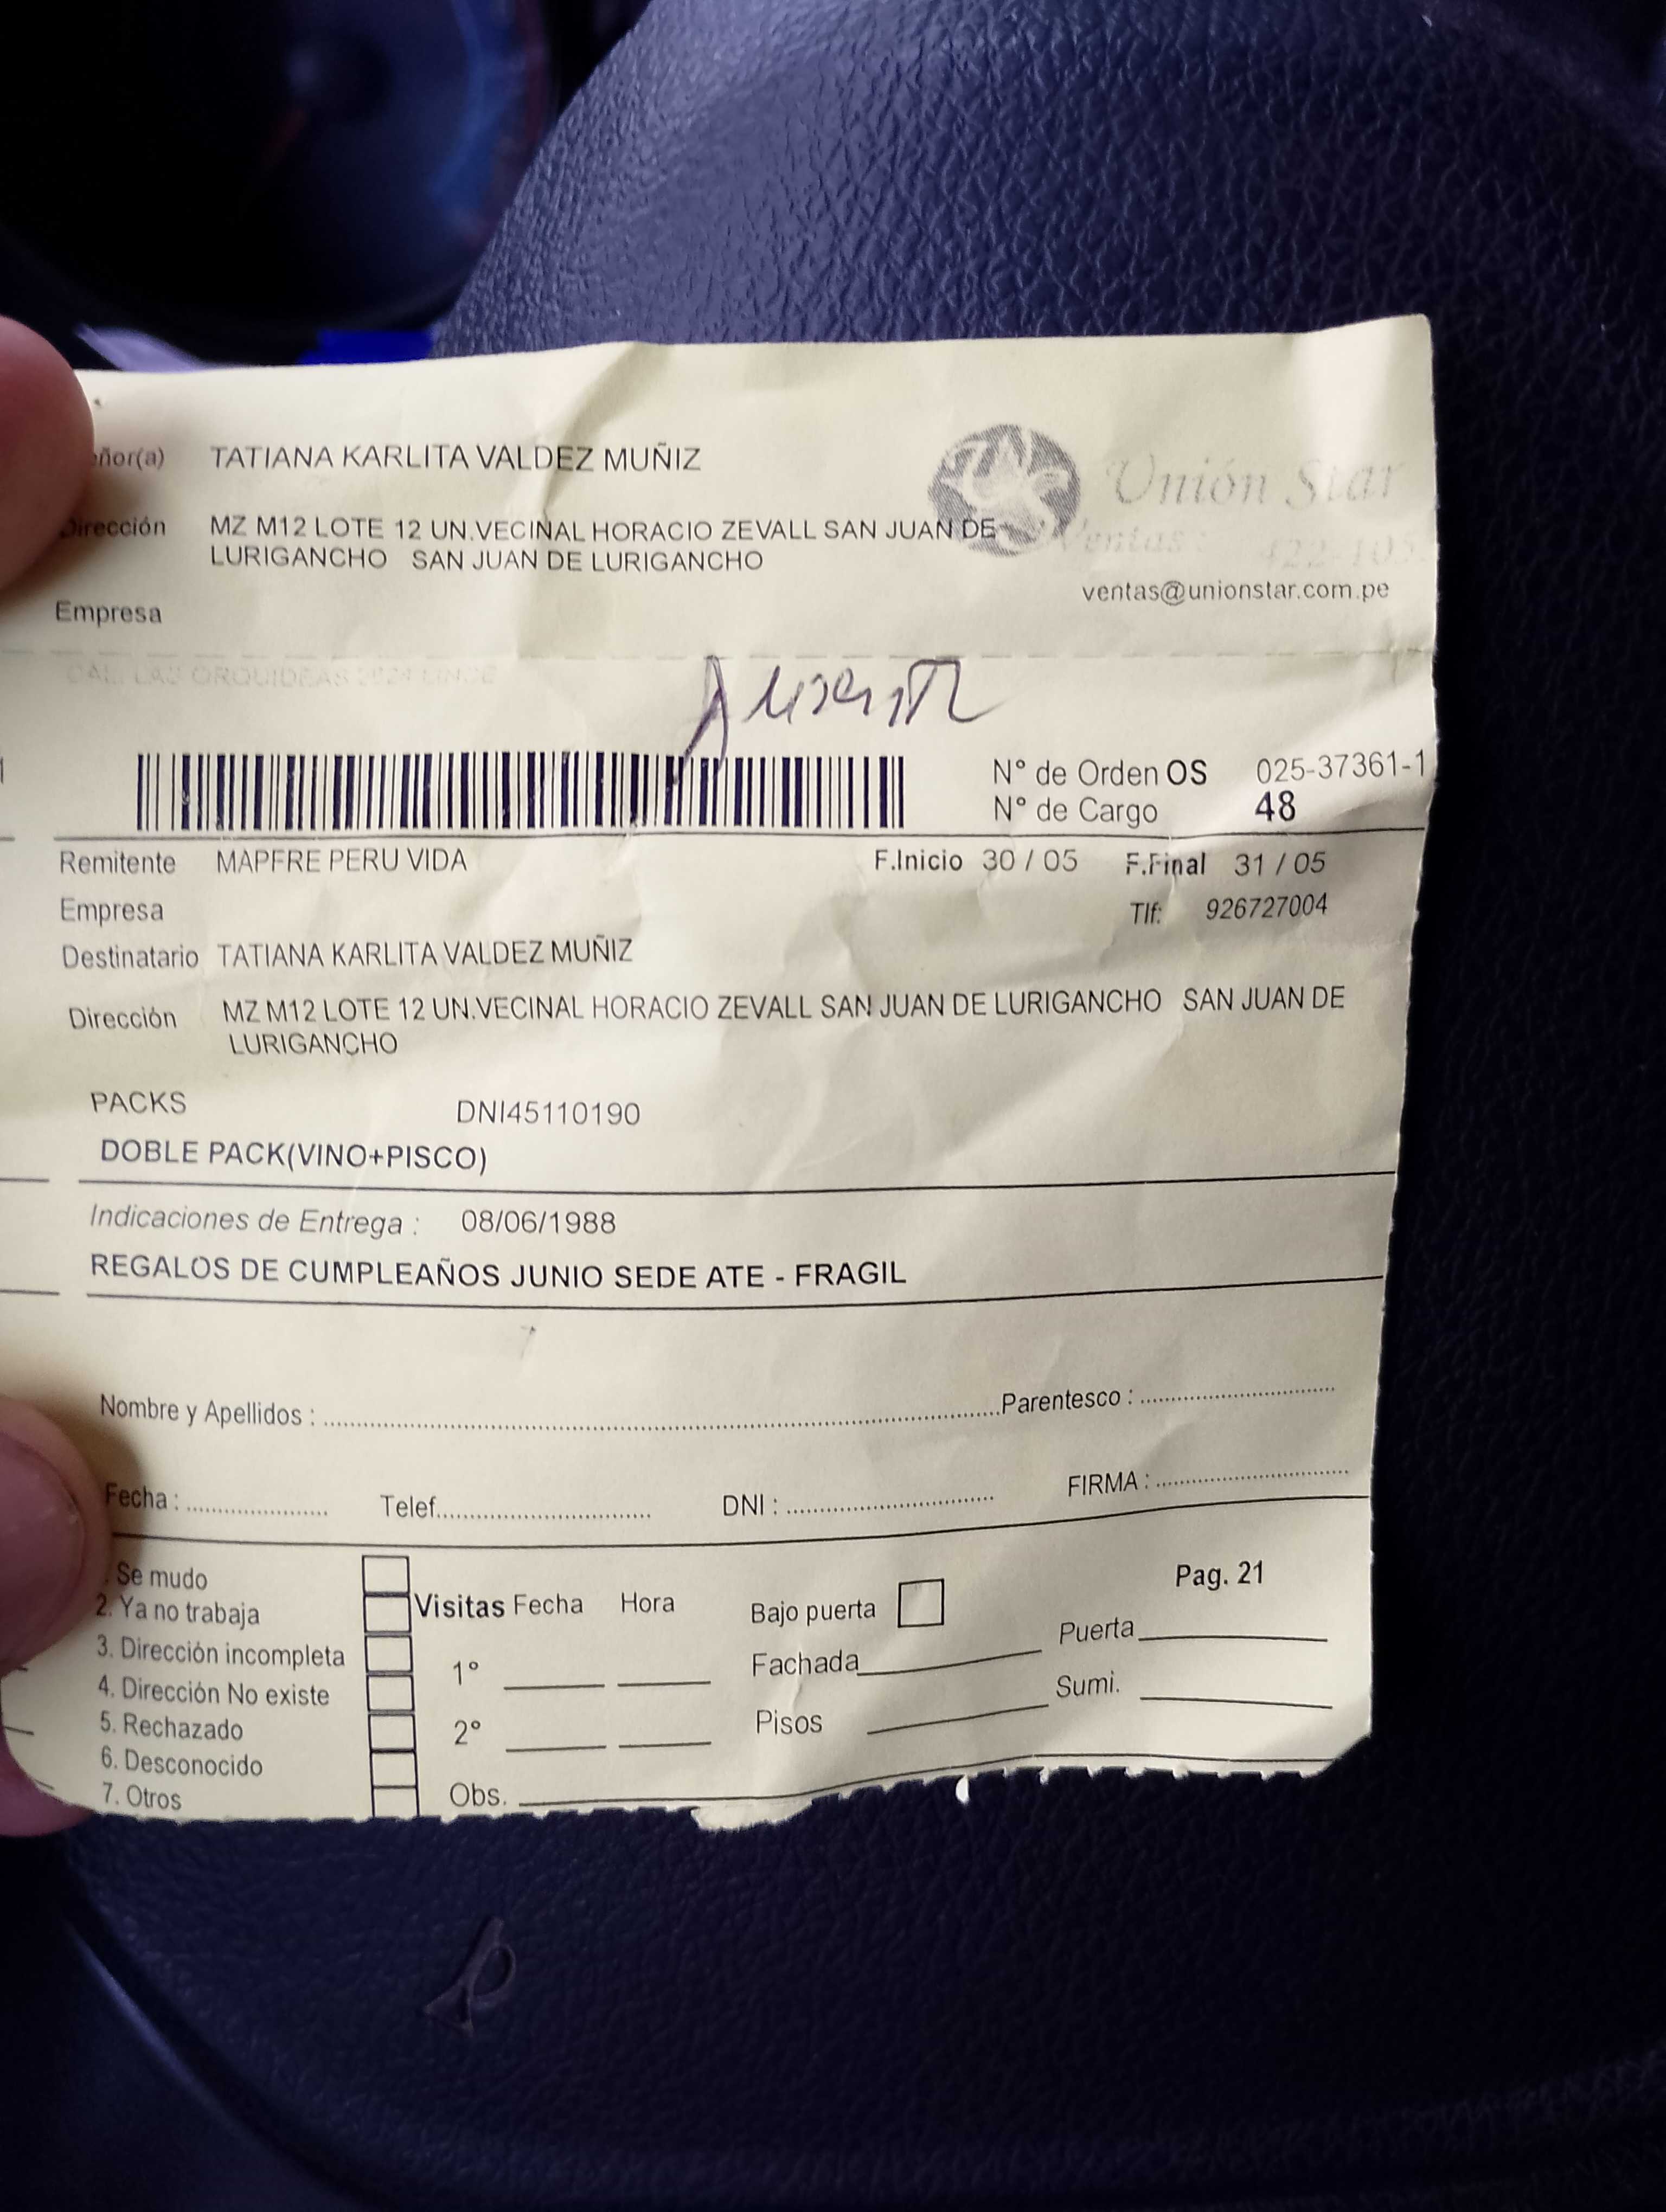 eñor(a) TATIANA KARLITA VALDEZ MUÑIZ
Unión Star
Dirección MZ M12 LOTE 12 UN.VECINAL HORACIO ZEVALL SAN JUAN DE
LURIGANCHO SAN JUAN DE LURIGANCHO
Ventas:
ventas@unionstar.com.pe
Empresa
CAL. LAS ORQUIDEAS LINCE
N° de Orden OS 025-37361-1
N° de Cargo 48
Remitente MAPFRE PERU VIDA F.Inicio 30 / 05 F.Final 31 / 05
Empresa Tlf: 926727004
Destinatario TATIANA KARLITA VALDEZ MUÑIZ
Dirección MZ M12 LOTE 12 UN.VECINAL HORACIO ZEVALL SAN JUAN DE LURIGANCHO SAN JUAN DE
LURIGANCHO
PACKS DNI45110190
DOBLE PACK(VINO+PISCO)
Indicaciones de Entrega : 08/06/1988
REGALOS DE CUMPLEAÑOS JUNIO SEDE ATE - FRAGIL
Nombre y Apellidos : Parentesco :
Fecha : Telef. DNI : FIRMA :
. Se mudo
2. Ya no trabaja
3. Dirección incompleta
4. Dirección No existe
5. Rechazado
6. Desconocido
7. Otros
Visitas Fecha Hora
1°
2°
Obs.
Bajo puerta
Fachada
Pisos
Pag. 21
Puerta
Sumi.